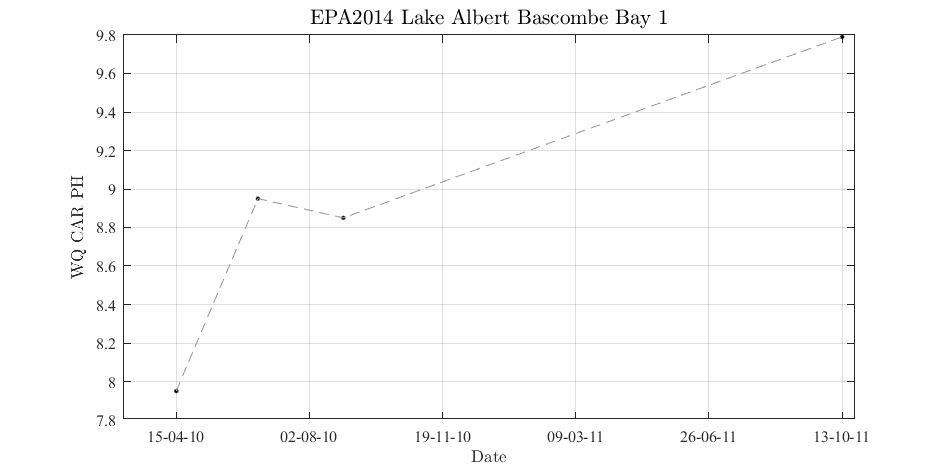 EPA2014 Lake Albert Bascombe Bay 1
9.8
9.6
9.4
9.2
9
8.8
8.6
8.4
8.2
8
7.8
WQ CAR PH
15-04-10 02-08-10 19-11-10 09-03-11 26-06-11 13-10-11
Date